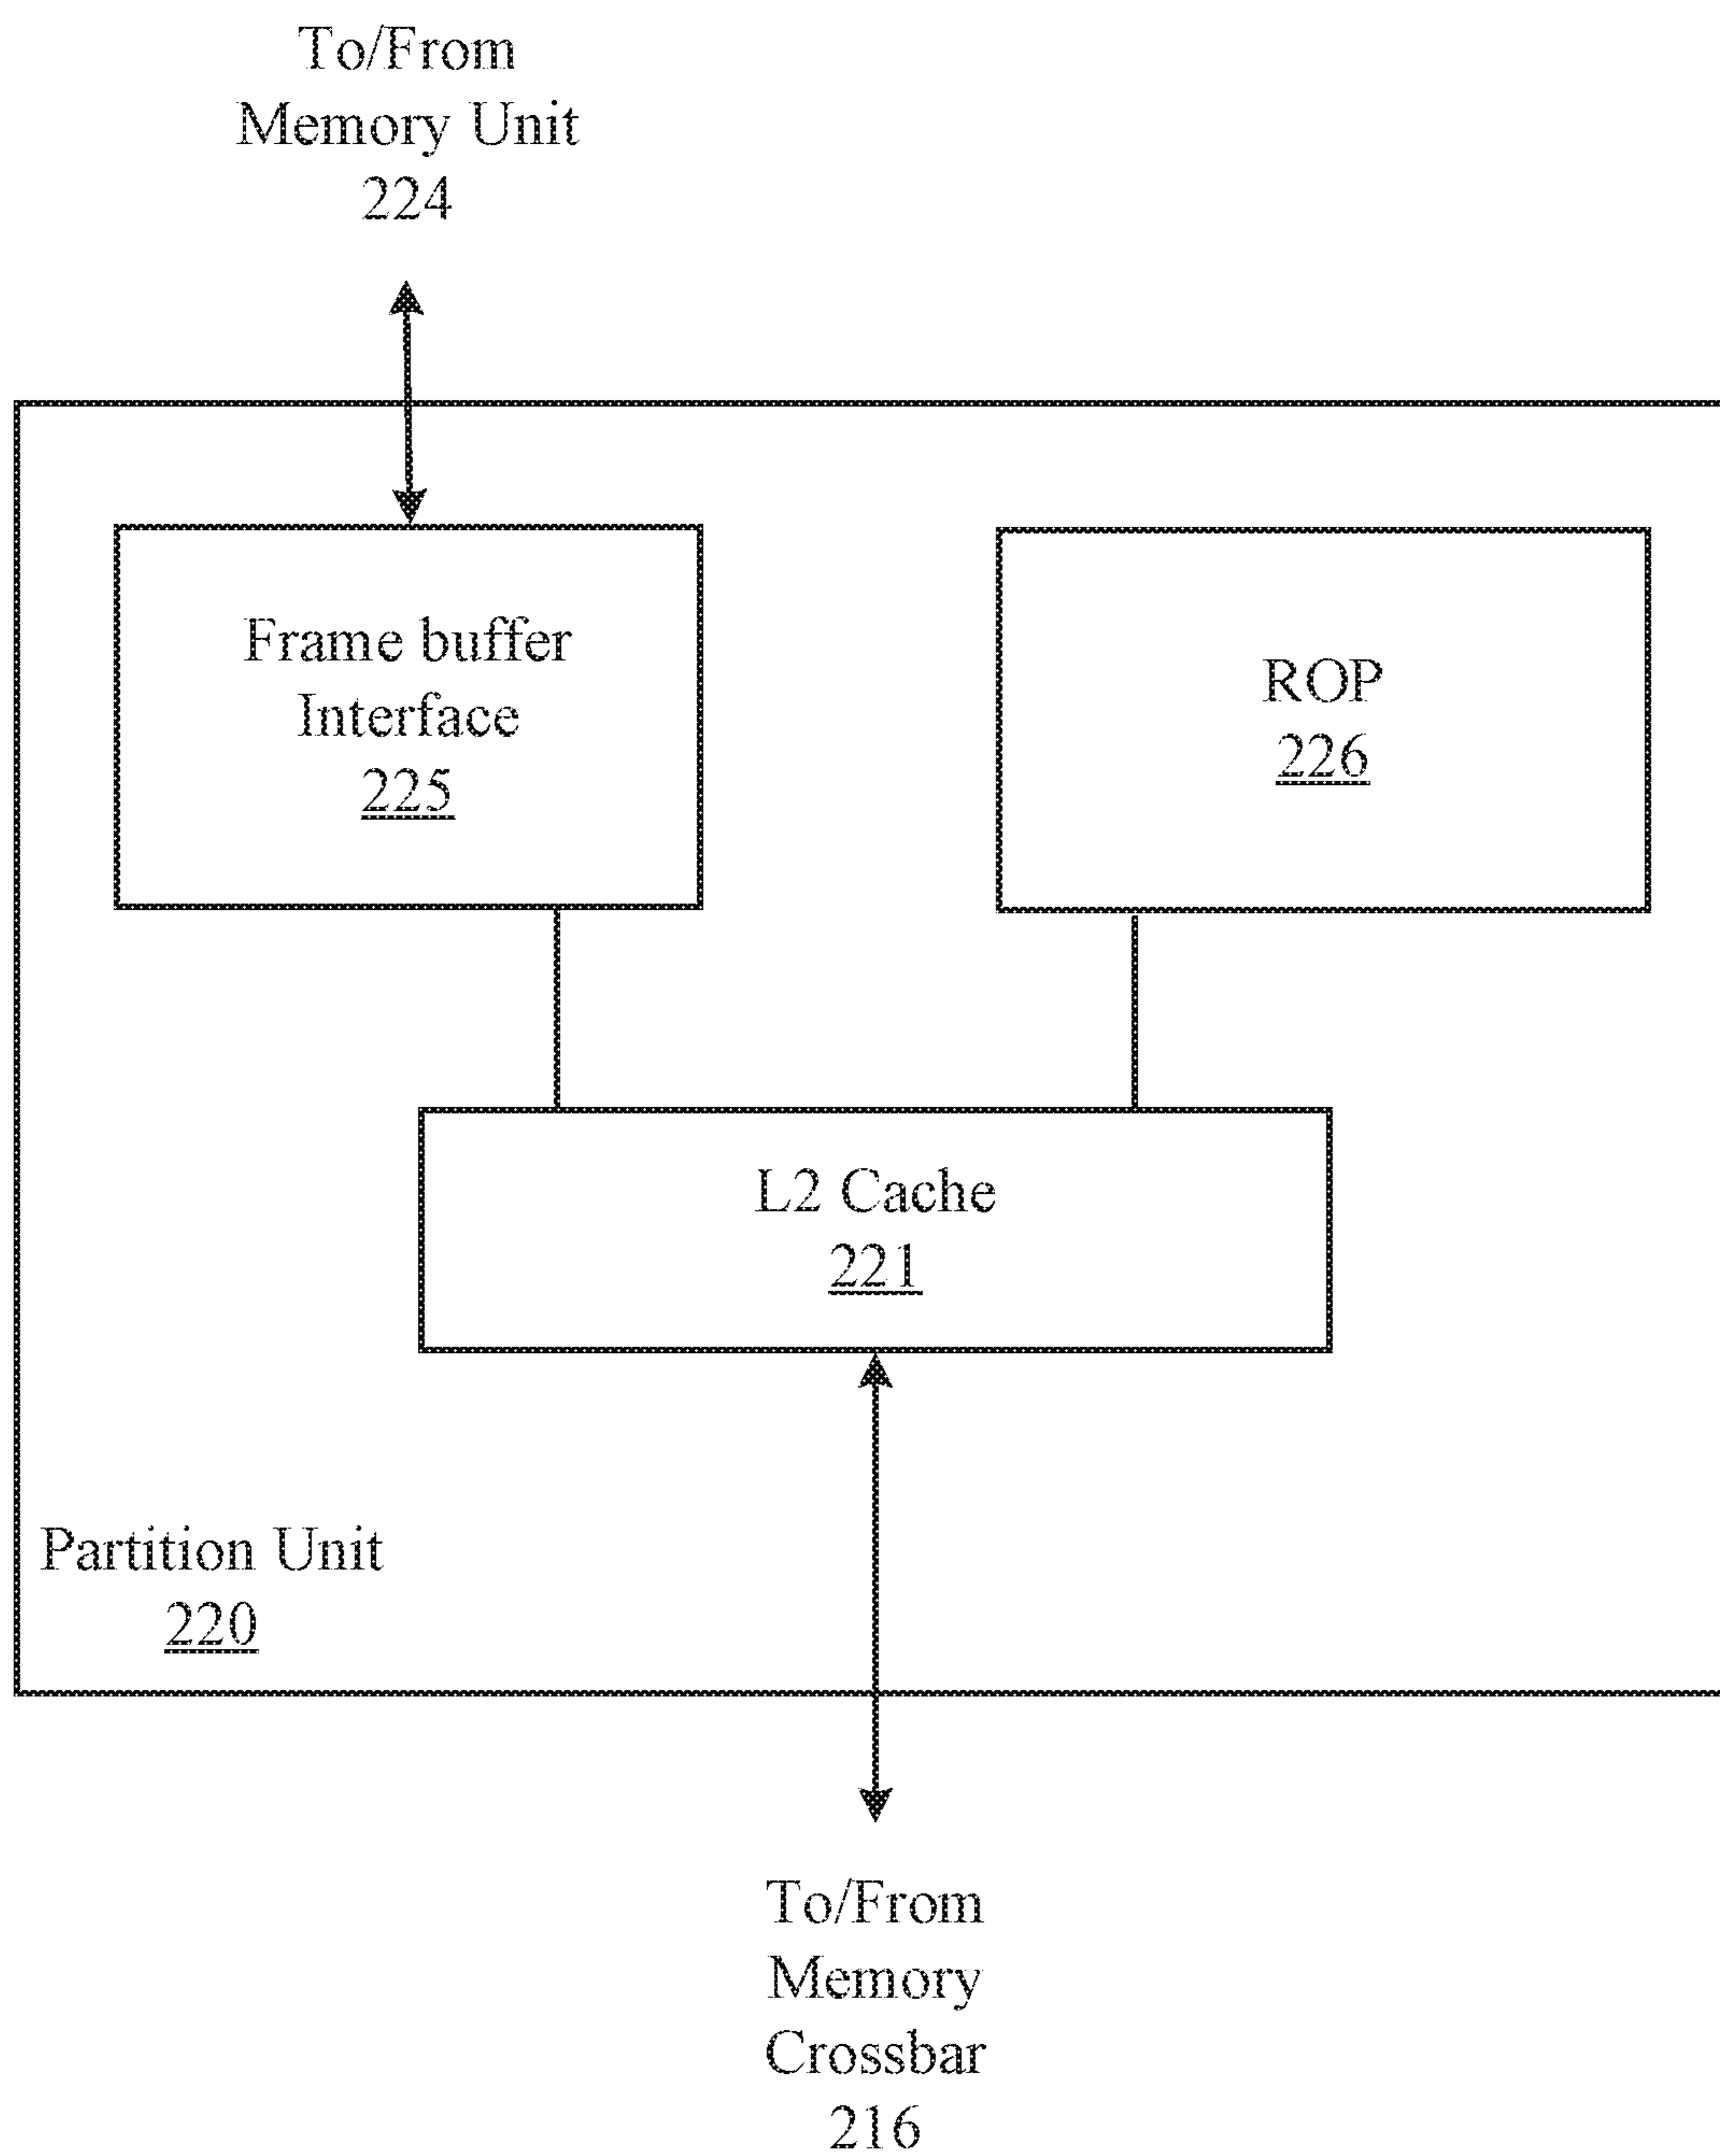 To/From
Memory Unit
224
Frame buffer
Interface
225
ROP
226
L2 Cache
221
Partition Unit
220
To/From
Memory
Crossbar
216